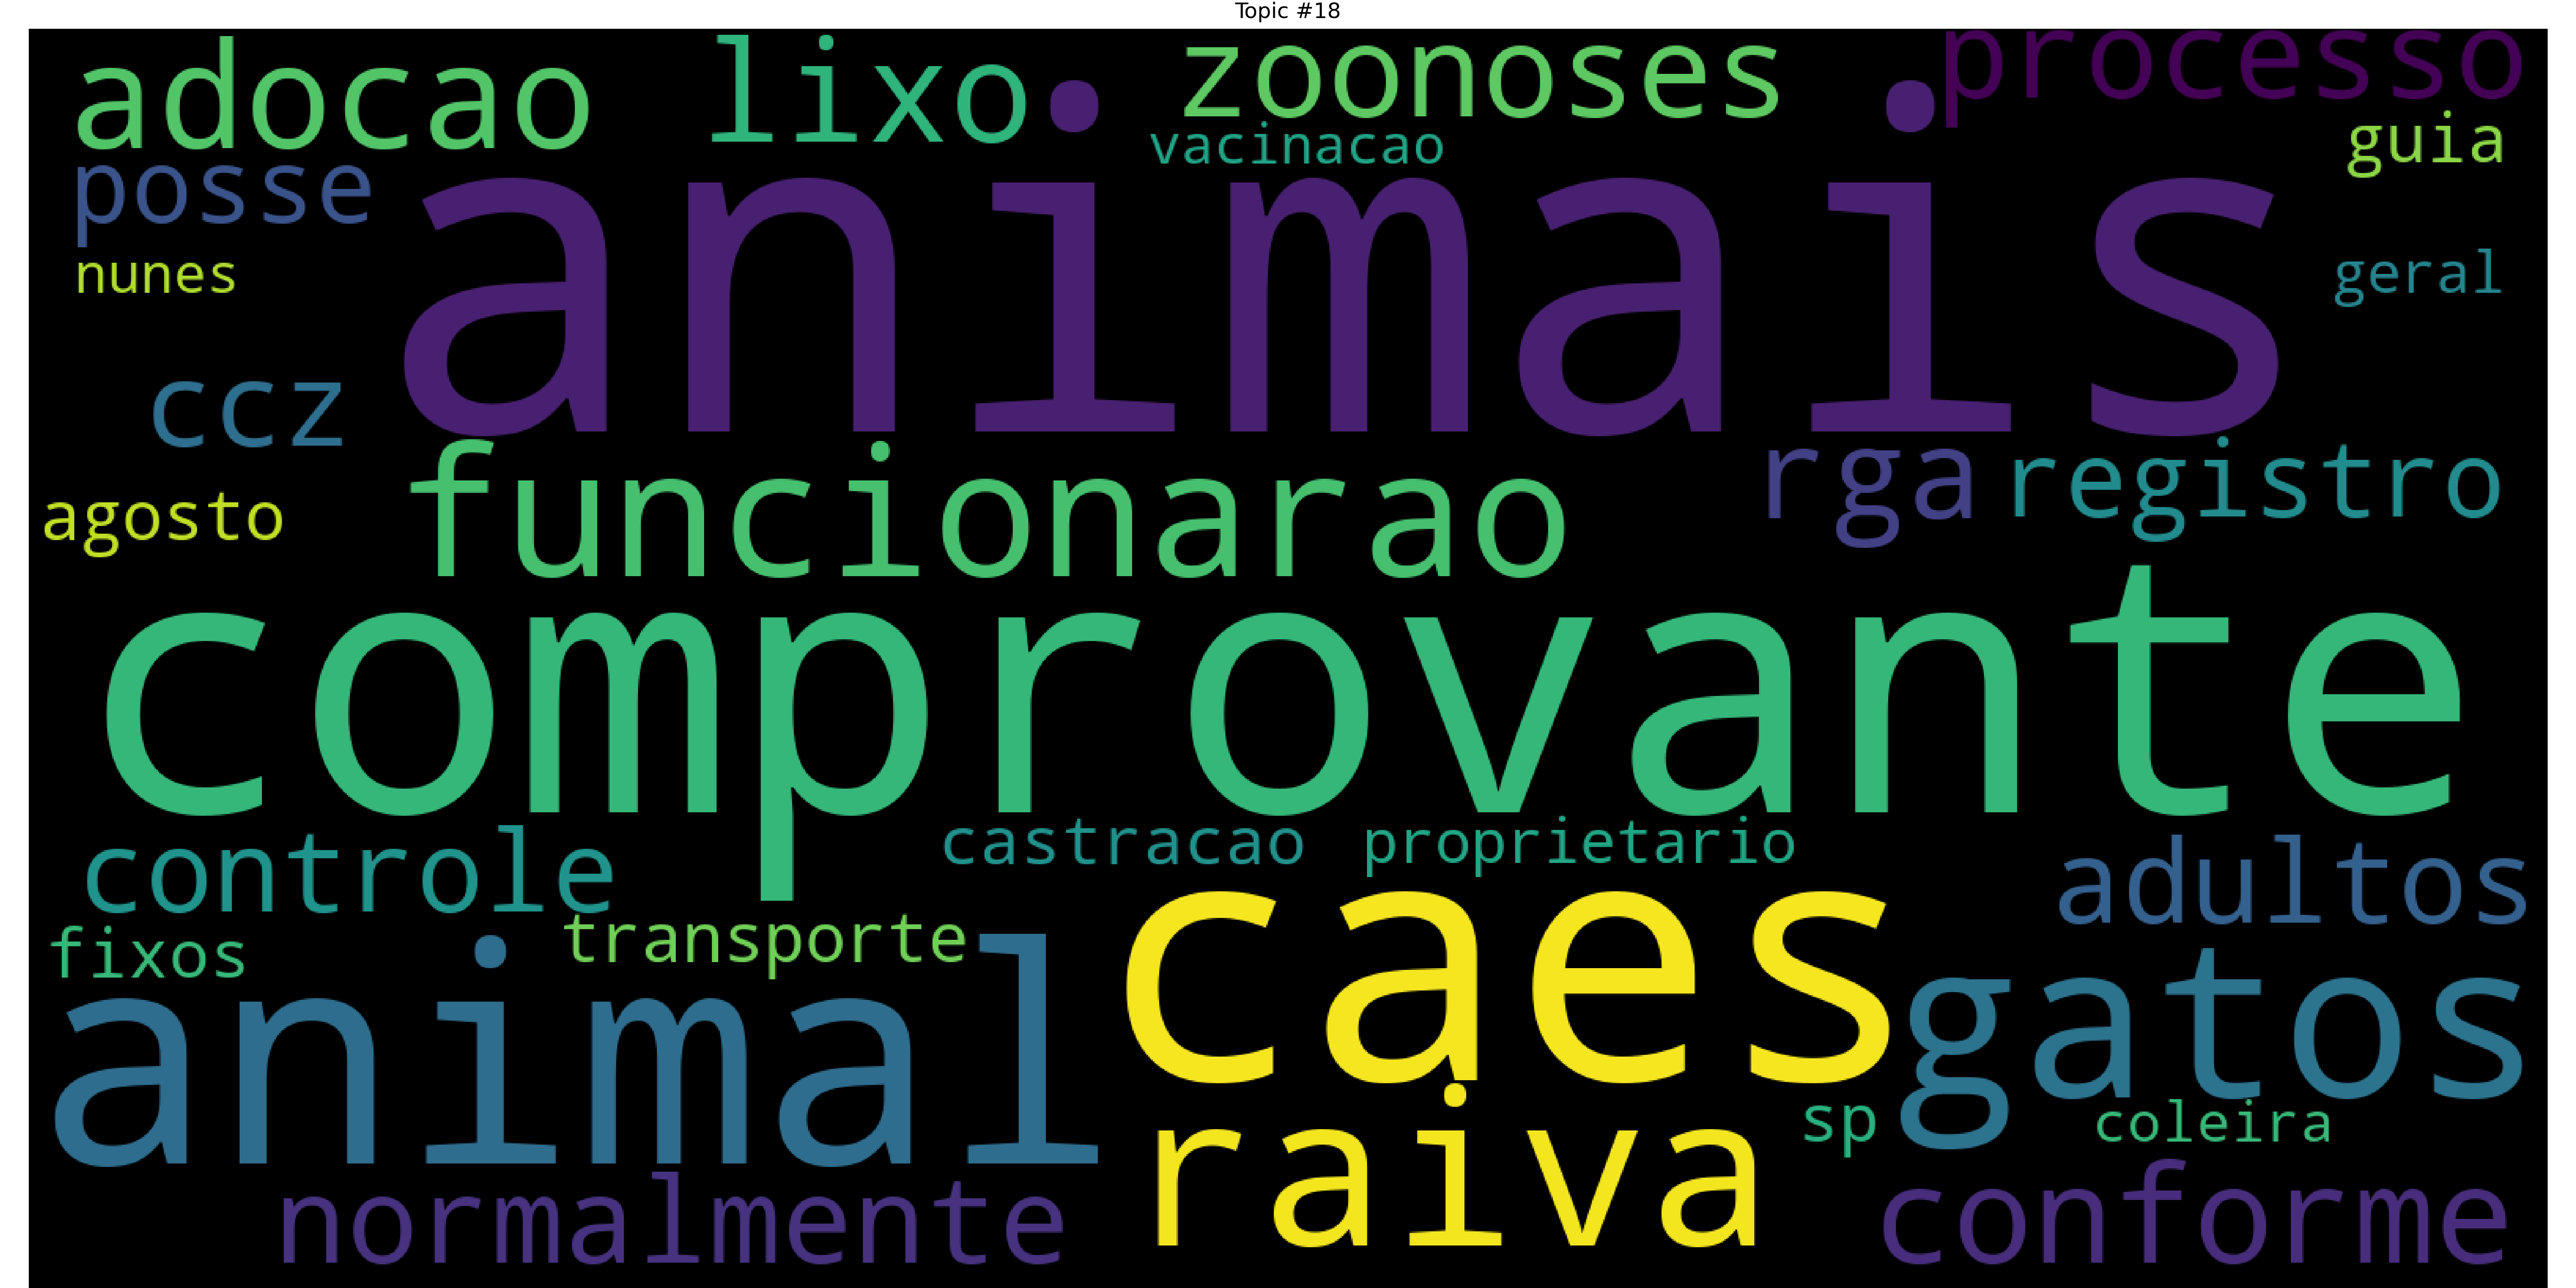 Topic #18
adocao lixo zoonoses processo
vacinacao guia
posse animais
nunes geral
ccz
funcionarao rga registro
agosto
comprovante
controle castracao proprietario adultos
fixos transporte
animal caes gatos
raiva sp coleira
normalmente conforme